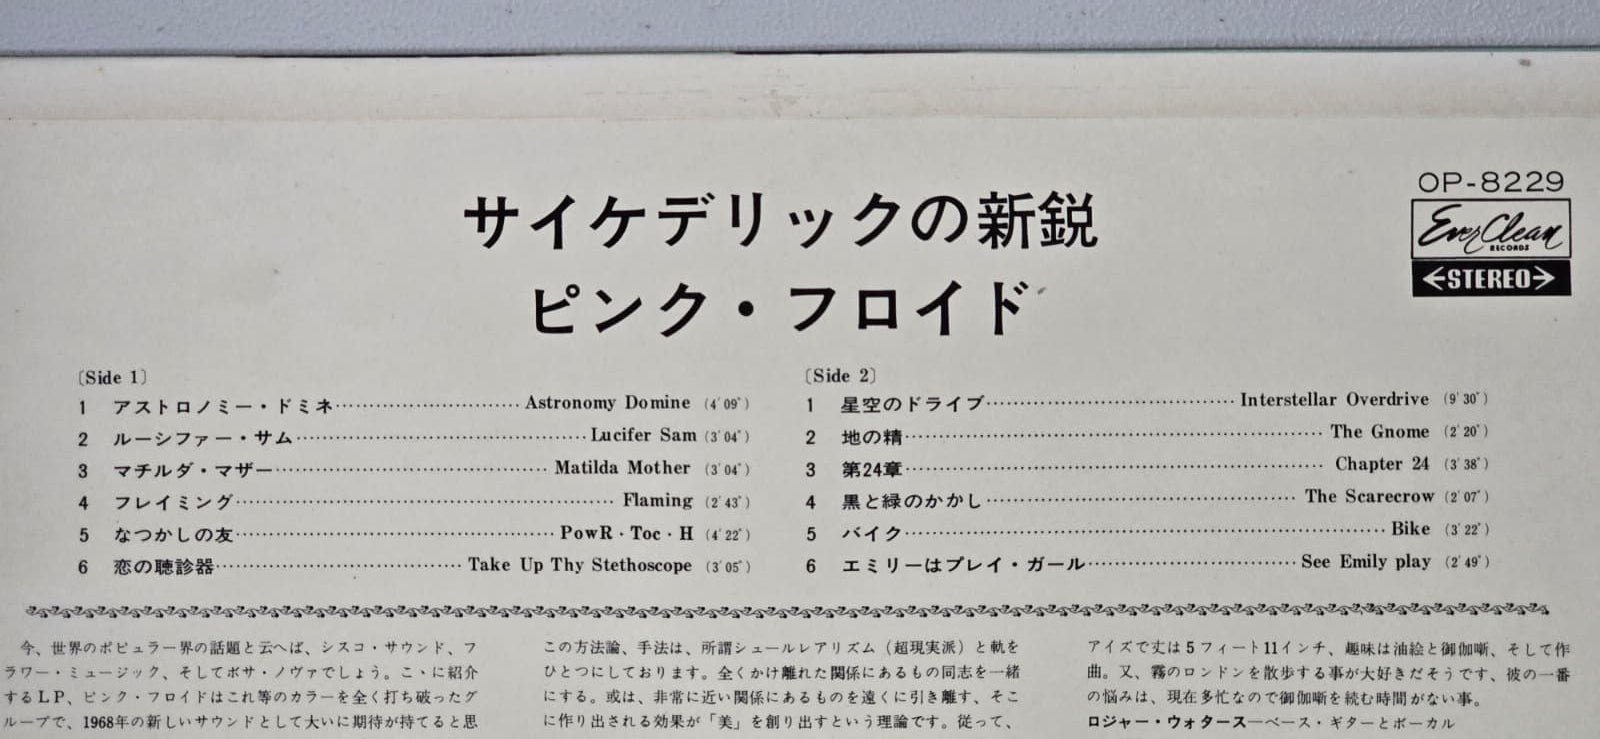 サイケデリックの新鋭
ピンク・フロイド
OP-8229
Ever Clean
RECORDS
STEREO
〔Side 1〕
1 アストロノミー・ドミネ Astronomy Domine (4′09″)
2 ルーシファー・サム Lucifer Sam (3′04″)
3 マチルダ・マザー Matilda Mother (3′04″)
4 フレイミング Flaming (2′43″)
5 なつかしの友 PowR・Toc・H (4′22″)
6 恋の聴診器 Take Up Thy Stethoscope (3′05″)
〔Side 2〕
1 星空のドライブ Interstellar Overdrive (9′30″)
2 地の精 The Gnome (2′20″)
3 第24章 Chapter 24 (3′38″)
4 黒と緑のかかし The Scarecrow (2′07″)
5 バイク Bike (3′22″)
6 エミリーはプレイ・ガール See Emily play (2′49″)
今、世界のポピュラー界の話題と云へば、シスコ・サウンド、フ
ラワー・ミュージック、そしてボサ・ノヴァでしょう。こゝに紹介
するＬＰ、ピンク・フロイドはこれ等のカラーを全く打ち破ったグ
ループで、1968年の新しいサウンドとして大いに期待が持てると思
この方法論、手法は、所謂シュールレアリズム（超現実派）と軌を
ひとつにしております。全くかけ離れた関係にあるもの同志を一緒
にする。或は、非常に近い関係にあるものを遠くに引き離す、そこ
に作り出される効果が「美」を創り出すという理論です。従って、
アイズで丈は５フィート11インチ、趣味は油絵と御伽噺、そして作
曲。又、霧のロンドンを散歩する事が大好きだそうです、彼の一番
の悩みは、現在多忙なので御伽噺を読む時間がない事。
ロジャー・ウォタース―ベース・ギターとボーカル